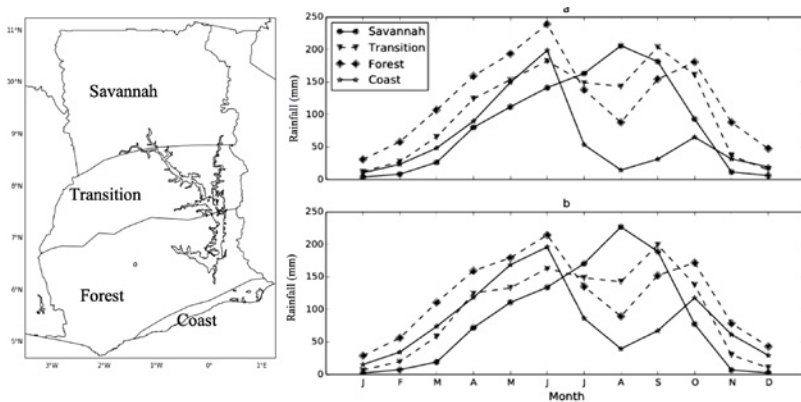 11°N
10°N
9°N
8°N
7°N
6°N
5°N
3°W 2°W 1°W 0° 1°E
Savannah
Transition
Forest
Coast
a
Rainfall (mm)
250
200
150
100
50
0
Savannah
Transition
Forest
Coast
b
Rainfall (mm)
250
200
150
100
50
0
J F M A M J J A S O N D
Month